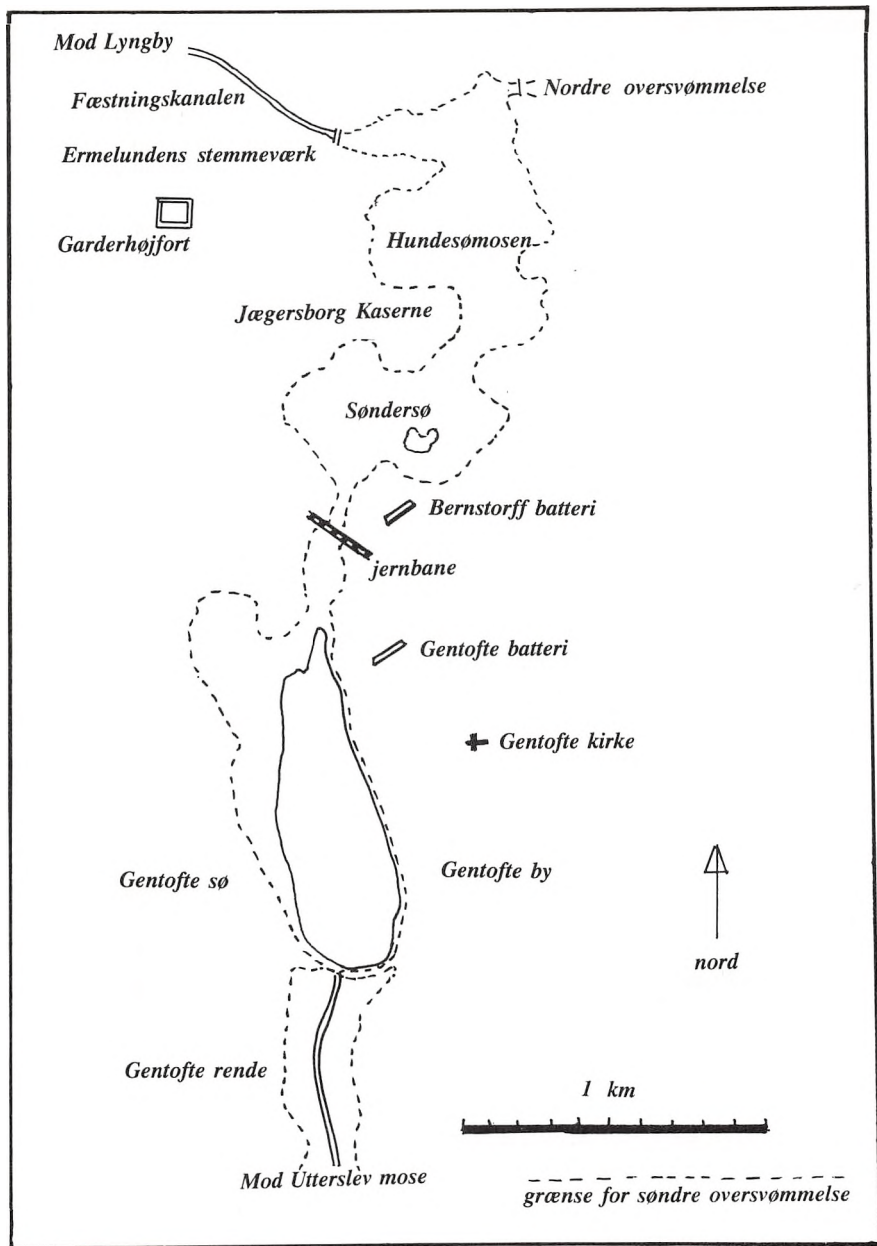 Mod Lyngby
Nordre oversvømmelse
Fæstningskanalen
Ermelundens stemmeværk
Garderhøjfort
Hundesømosen
Jægersborg Kaserne
Søndersø
Bernstorff batteri
jernbane
Gentofte batteri
Gentofte kirke
Gentofte by
Gentofte sø
nord
Gentofte rende
1 km
Mod Utterslev mose
grænse for søndre oversvømmelse